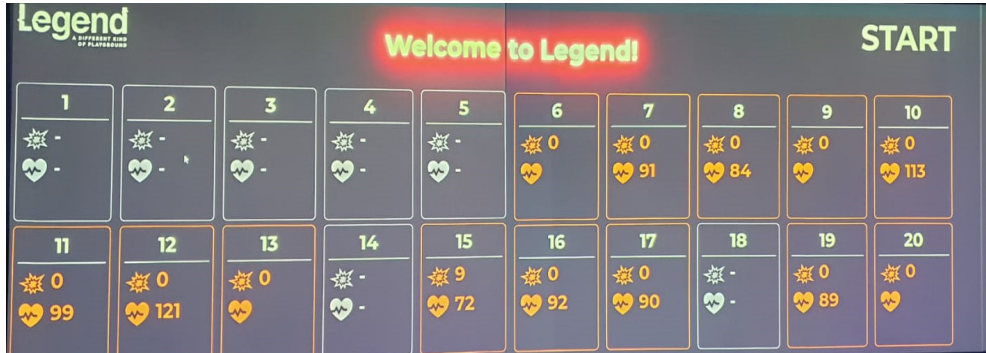 Legend
A DIFFERENT KIND
OF PLAYGROUND
Welcome to Legend!
START
1 2 3 4 5 6 7 8 9 10
- - - - - 0 0 0 0 0
- - - - - 91 84 113
11 12 13 14 15 16 17 18 19 20
0 0 0 - 9 0 0 - 0 0
99 121 - 72 92 90 - 89